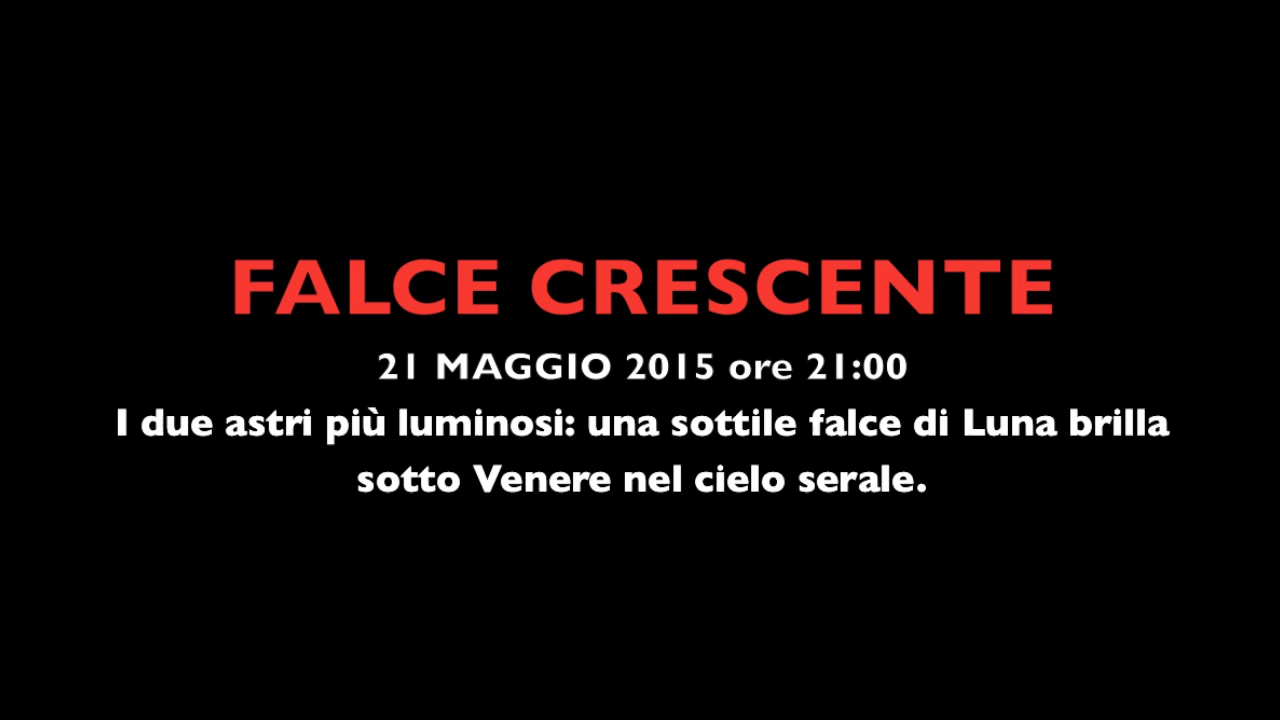 FALCE CRESCENTE
21 MAGGIO 2015 ore 21:00
I due astri più luminosi: una sottile falce di Luna brilla
sotto Venere nel cielo serale.